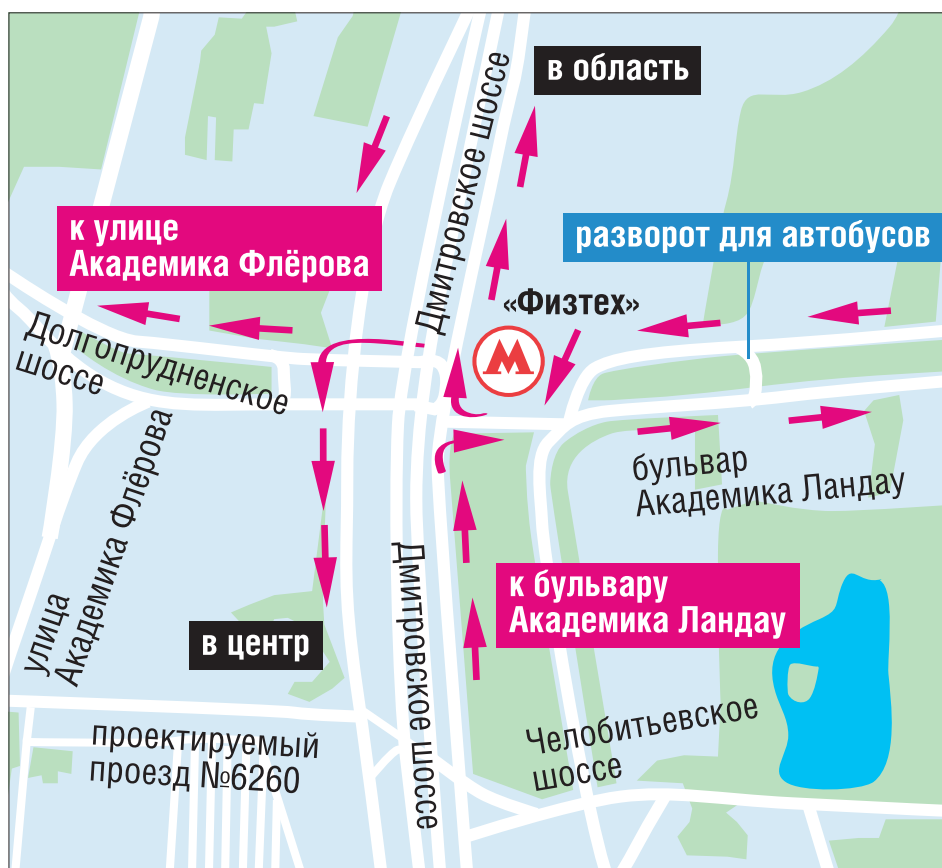 в область
Дмитровское шоссе
к улице
Академика Флёрова
разворот для автобусов
«Физтех»
М
Долгопрудненское
шоссе
улица
Академика Флёрова
бульвар
Академика Ландау
Дмитровское шоссе
к бульвару
Академика Ландау
в центр
проектируемый
проезд №6260
Челобитьевское
шоссе